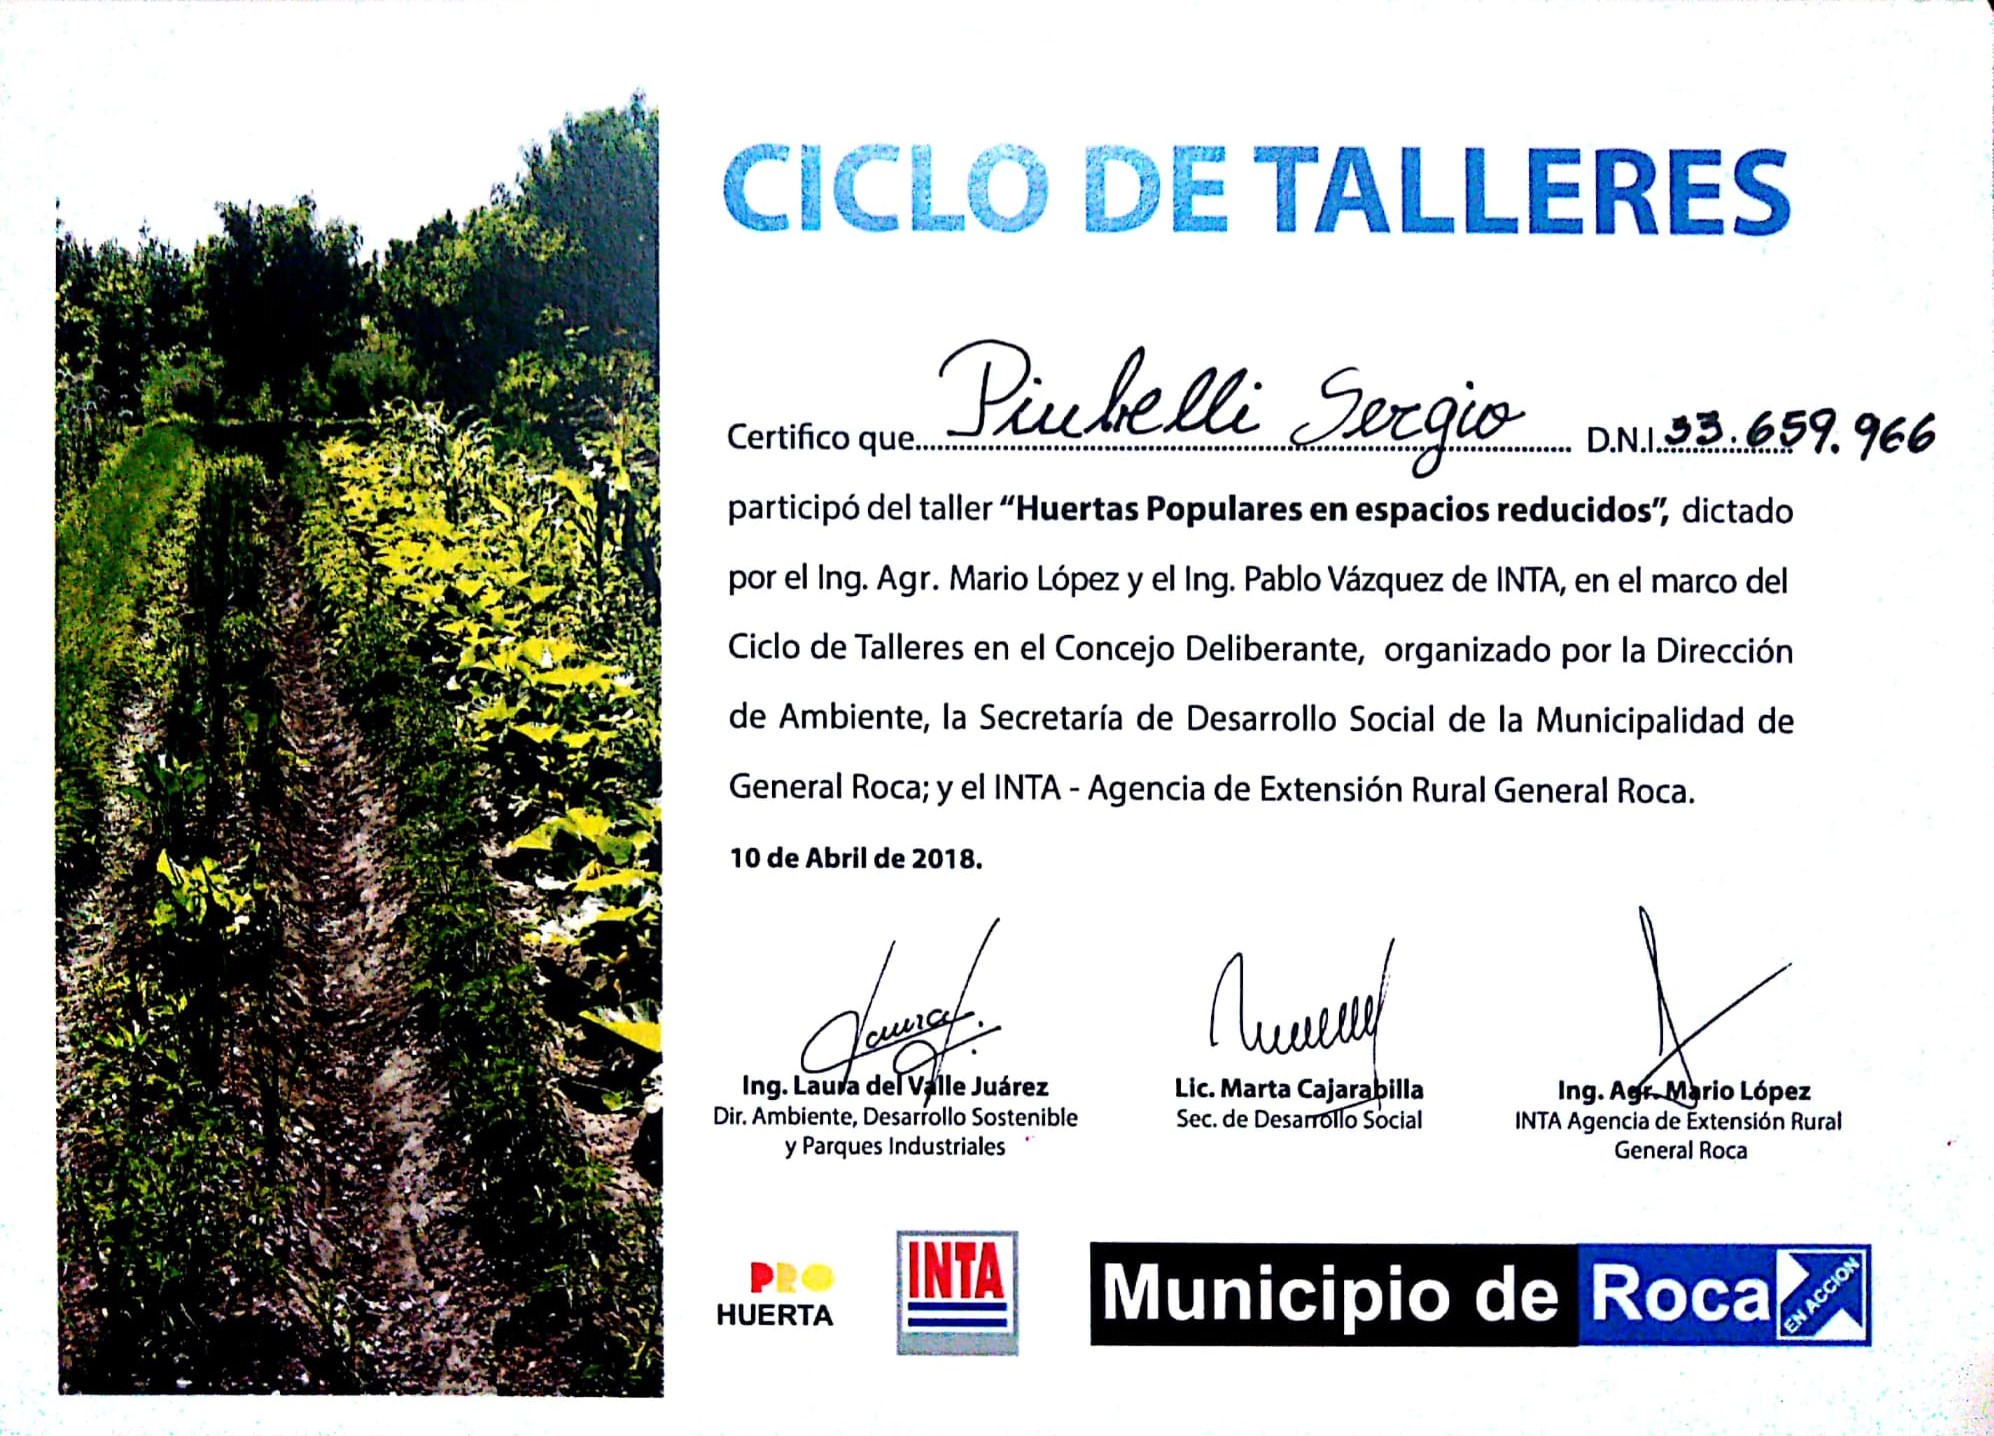 CICLO DE TALLERES
Certifico que Piubelli Sergio D.N.I. 33.659.966
participó del taller “Huertas Populares en espacios reducidos”, dictado
por el Ing. Agr. Mario López y el Ing. Pablo Vázquez de INTA, en el marco del
Ciclo de Talleres en el Concejo Deliberante, organizado por la Dirección
de Ambiente, la Secretaría de Desarrollo Social de la Municipalidad de
General Roca; y el INTA - Agencia de Extensión Rural General Roca.
10 de Abril de 2018.
Ing. Laura del Valle Juárez
Dir. Ambiente, Desarrollo Sostenible
y Parques Industriales
Lic. Marta Cajarabilla
Sec. de Desarrollo Social
Ing. Agr. Mario López
INTA Agencia de Extensión Rural
General Roca
PRO
HUERTA
INTA
Municipio de Roca
EN ACCION